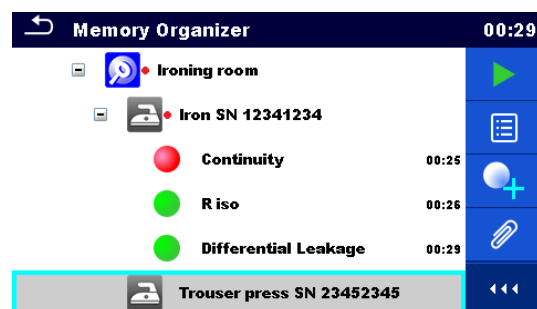 Memory Organizer 00:29
Ironing room
Iron SN 12341234
Continuity 00:25
R iso 00:26
Differential Leakage 00:29
Trouser press SN 23452345